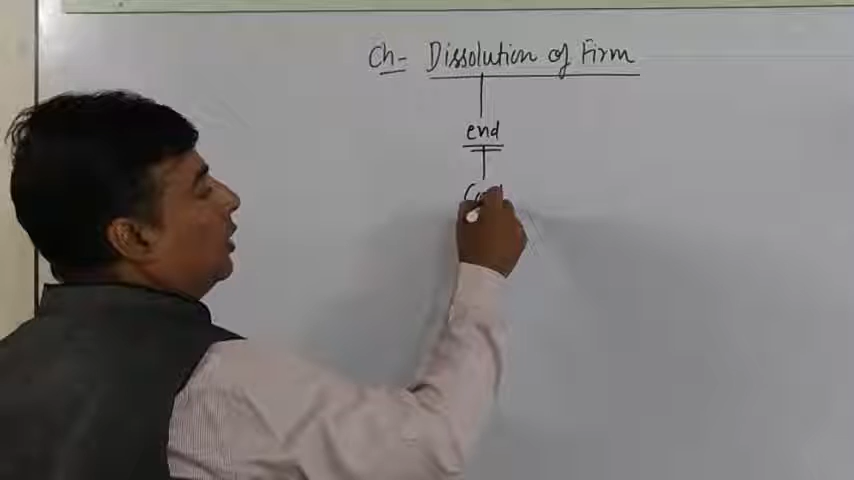 Ch- Dissolution of Firm
end